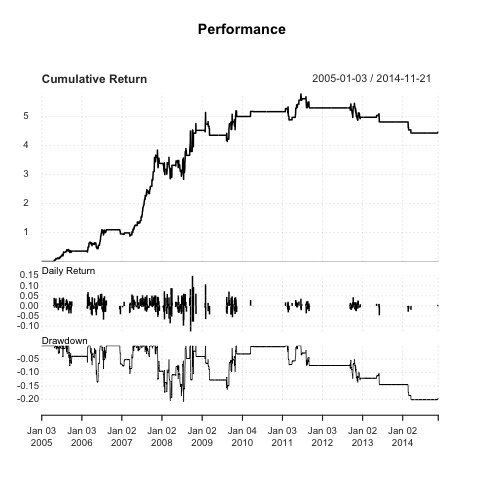 Performance
Cumulative Return 2005-01-03 / 2014-11-21
5
4
3
2
1
Daily Return
0.15
0.10
0.05
0.00
-0.05
-0.10
Drawdown
-0.05
-0.10
-0.15
-0.20
Jan 03 Jan 03 Jan 02 Jan 02 Jan 02 Jan 04 Jan 03 Jan 03 Jan 02 Jan 02
2005 2006 2007 2008 2009 2010 2011 2012 2013 2014